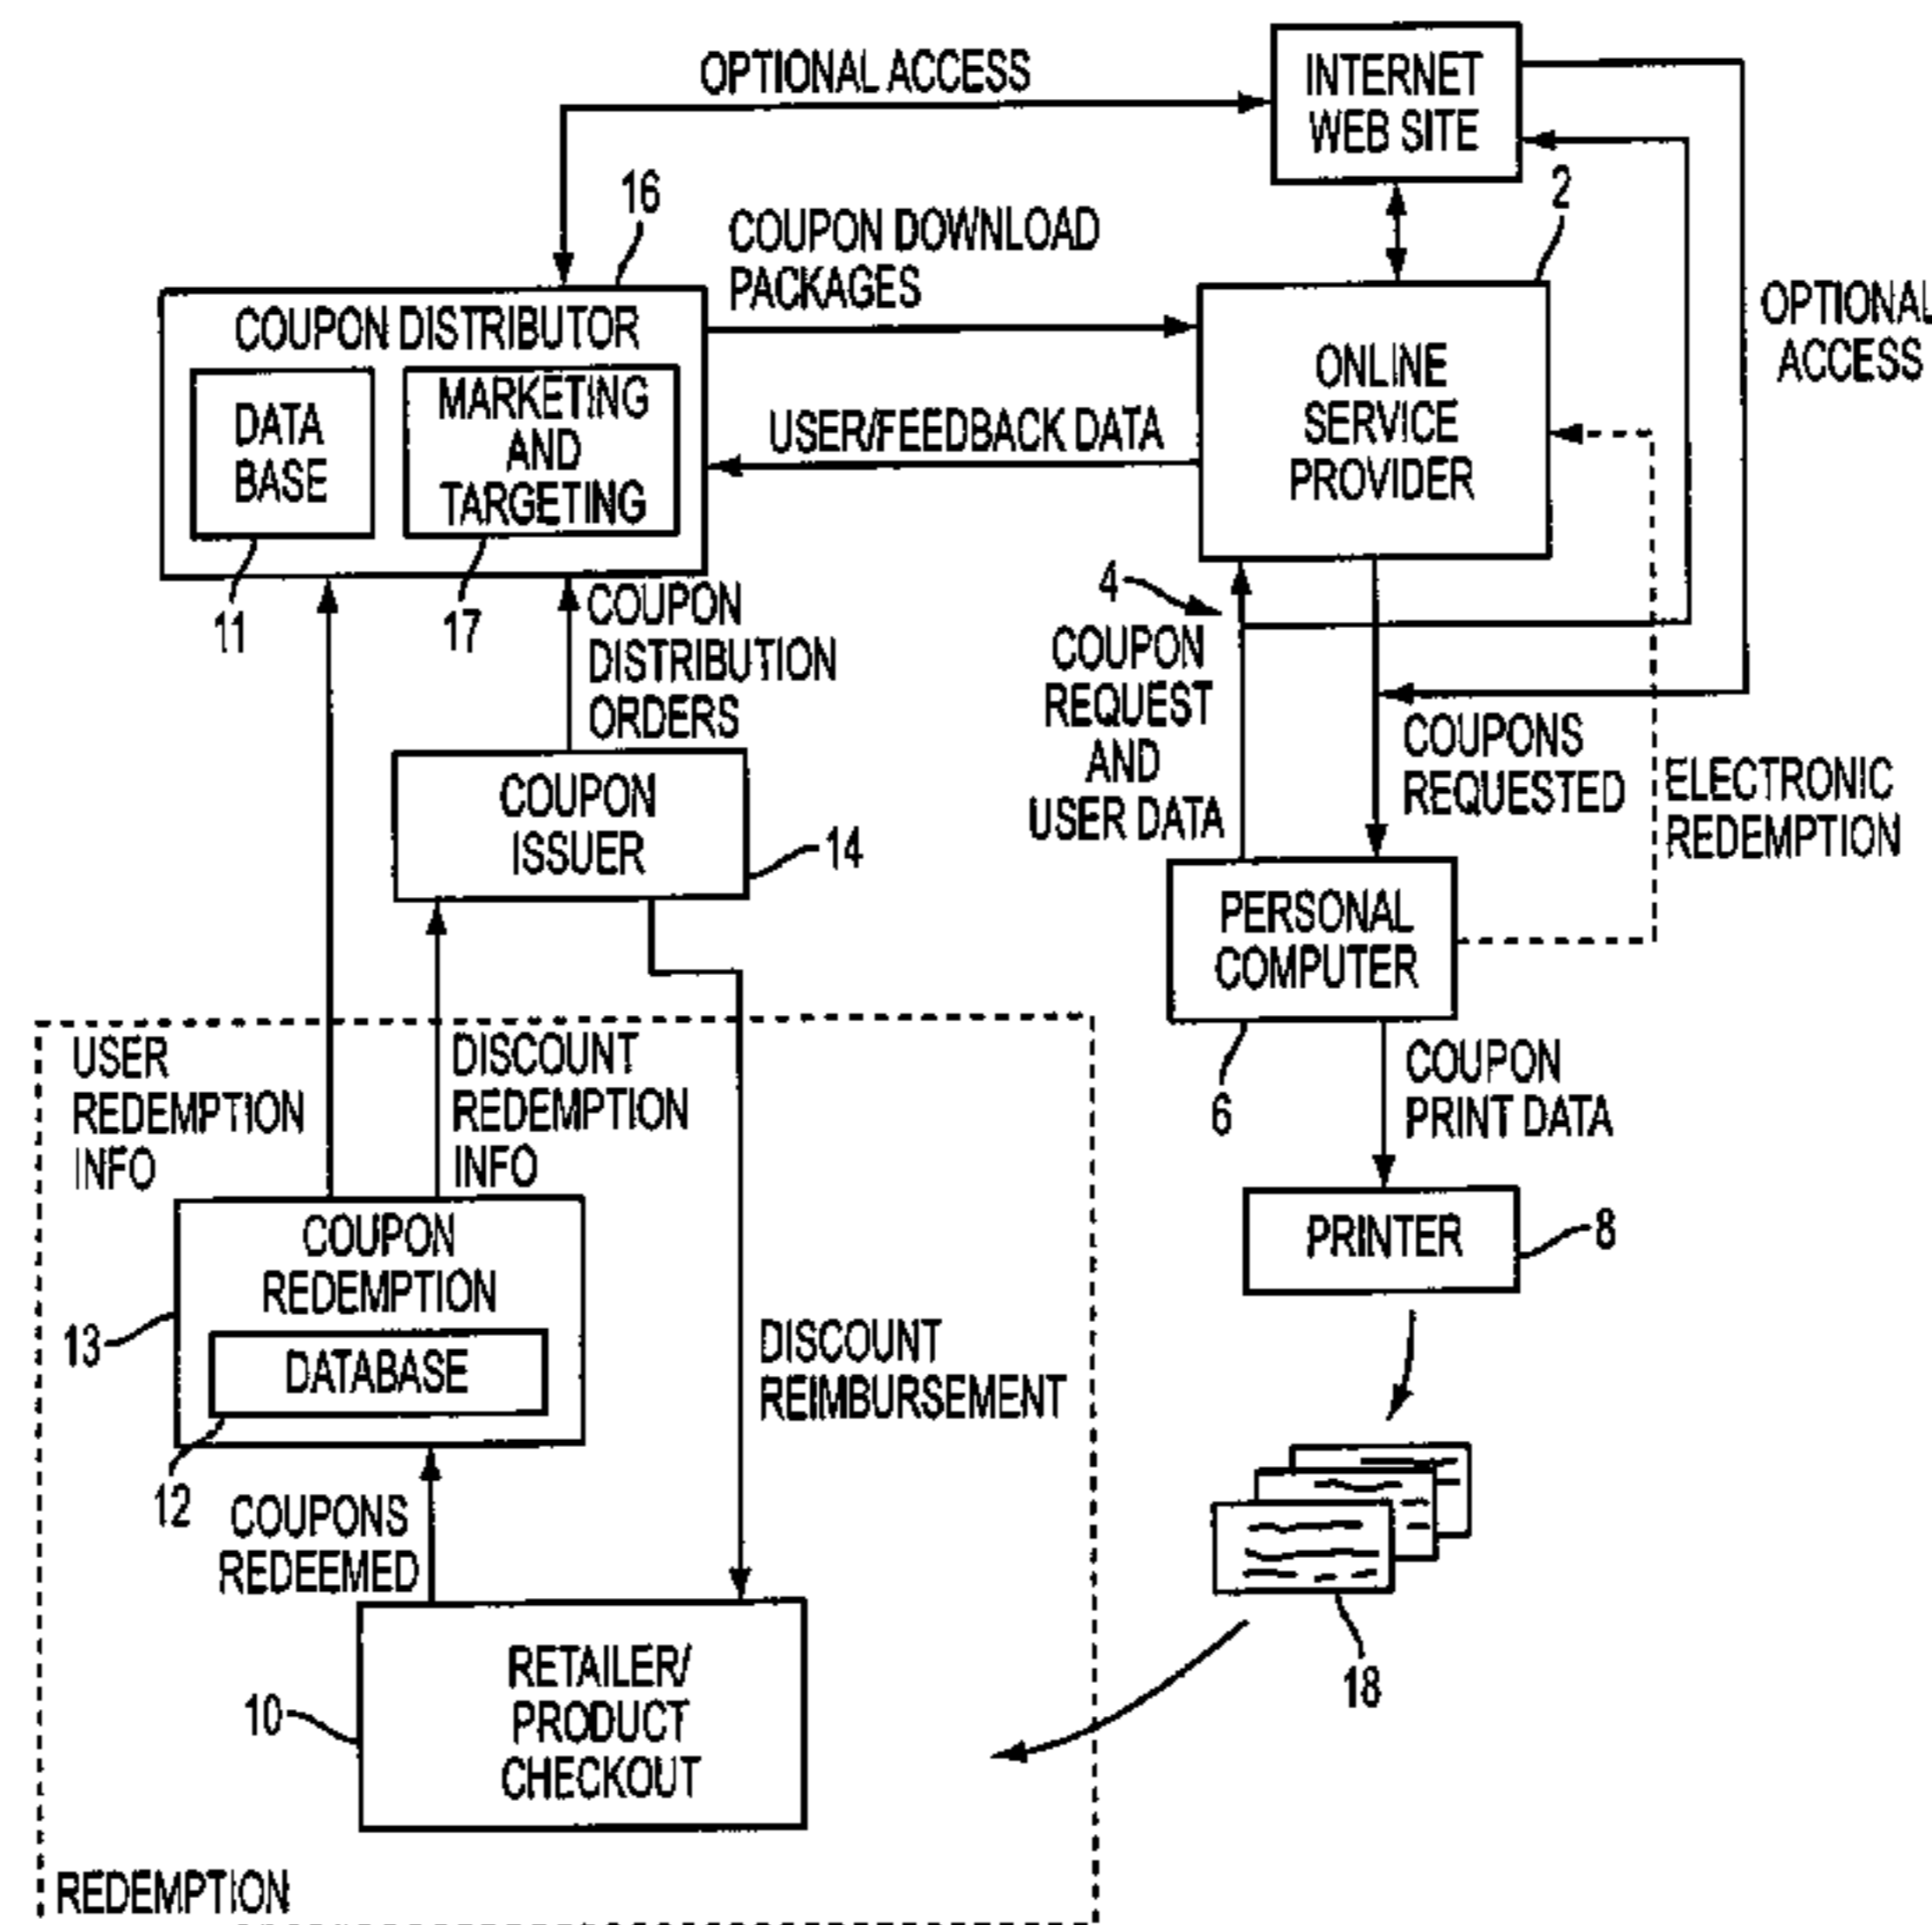 OPTIONAL ACCESS
INTERNET
WEB SITE
16
COUPON DOWNLOAD
PACKAGES
2
COUPON DISTRIBUTOR
DATA
BASE
MARKETING
AND
TARGETING
USER/FEEDBACK DATA
ONLINE
SERVICE
PROVIDER
OPTIONAL
ACCESS
11
17
COUPON
DISTRIBUTION
ORDERS
4
COUPON
REQUEST
AND
USER DATA
COUPONS
REQUESTED
ELECTRONIC
REDEMPTION
COUPON
ISSUER
14
PERSONAL
COMPUTER
6
COUPON
PRINT DATA
USER
REDEMPTION
INFO
DISCOUNT
REDEMPTION
INFO
COUPON
REDEMPTION
DATABASE
13
12
PRINTER
8
DISCOUNT
REIMBURSEMENT
COUPONS
REDEEMED
18
RETAILER/
PRODUCT
CHECKOUT
10
REDEMPTION